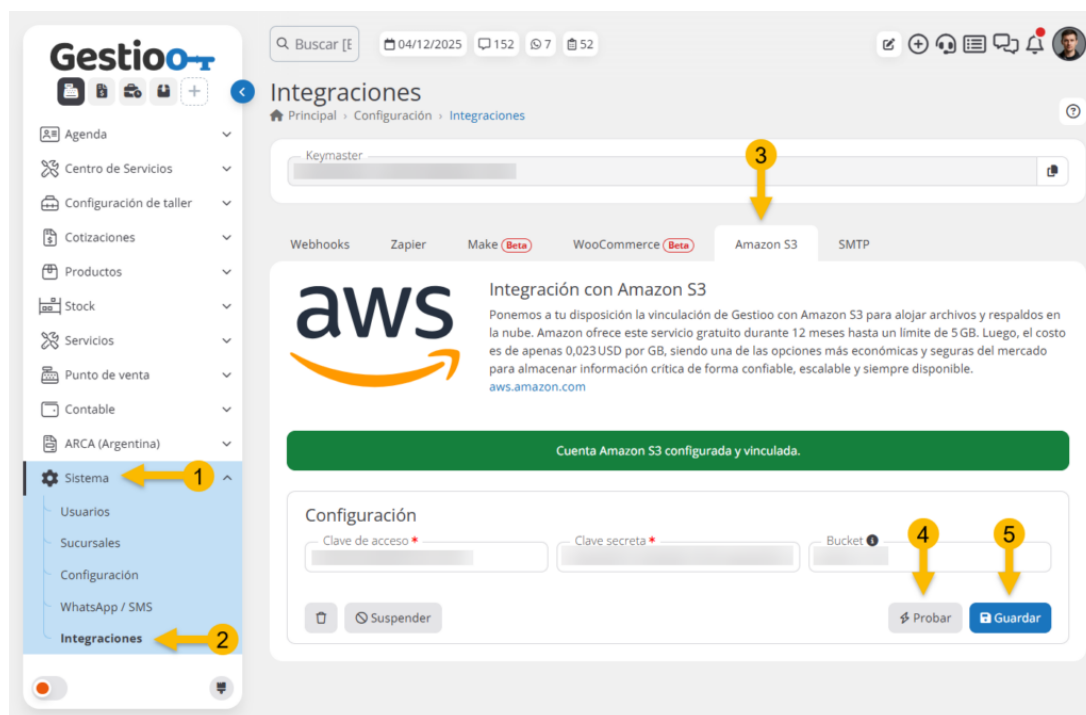 Gestioo
Agenda
Centro de Servicios
Configuración de taller
Cotizaciones
Productos
Stock
Servicios
Punto de venta
Contable
ARCA (Argentina)
Sistema
1
Usuarios
Sucursales
Configuración
WhatsApp / SMS
Integraciones
2
Buscar [E
04/12/2025
152
7
52
Integraciones
Principal › Configuración › Integraciones
Keymaster
3
Webhooks
Zapier
Make Beta
WooCommerce Beta
Amazon S3
SMTP
aws
Integración con Amazon S3
Ponemos a tu disposición la vinculación de Gestioo con Amazon S3 para alojar archivos y respaldos en
la nube. Amazon ofrece este servicio gratuito durante 12 meses hasta un límite de 5 GB. Luego, el costo
es de apenas 0,023 USD por GB, siendo una de las opciones más económicas y seguras del mercado
para almacenar información crítica de forma confiable, escalable y siempre disponible.
aws.amazon.com
Cuenta Amazon S3 configurada y vinculada.
Configuración
Clave de acceso *
Clave secreta *
Bucket
4
5
Suspender
Probar
Guardar